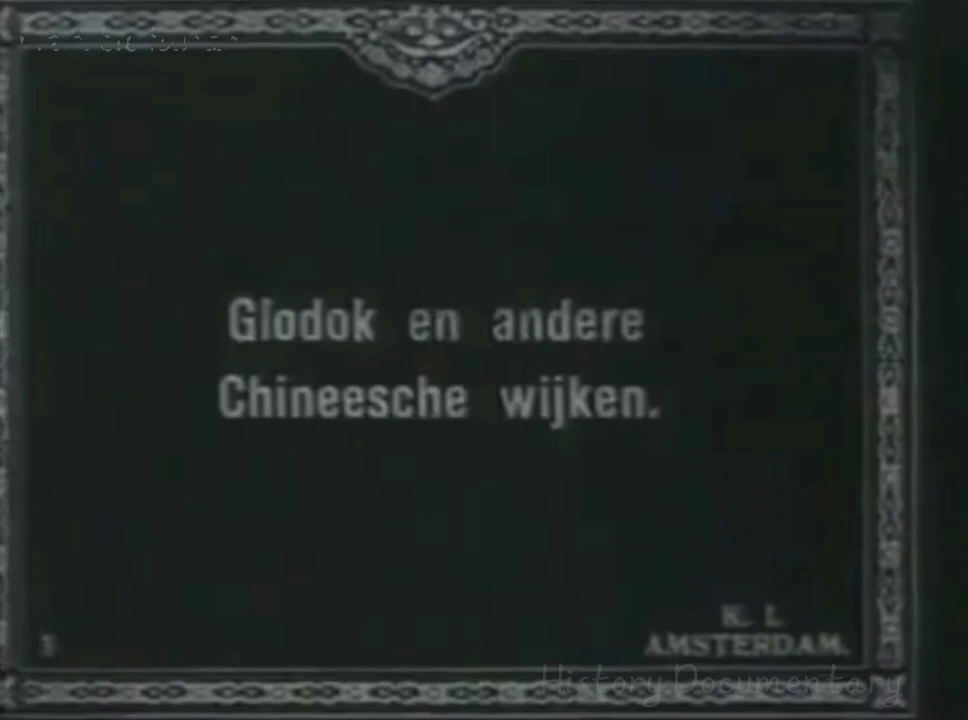 Glodok en andere
Chineesche wijken.
K. I.
AMSTERDAM.
History.Documentary